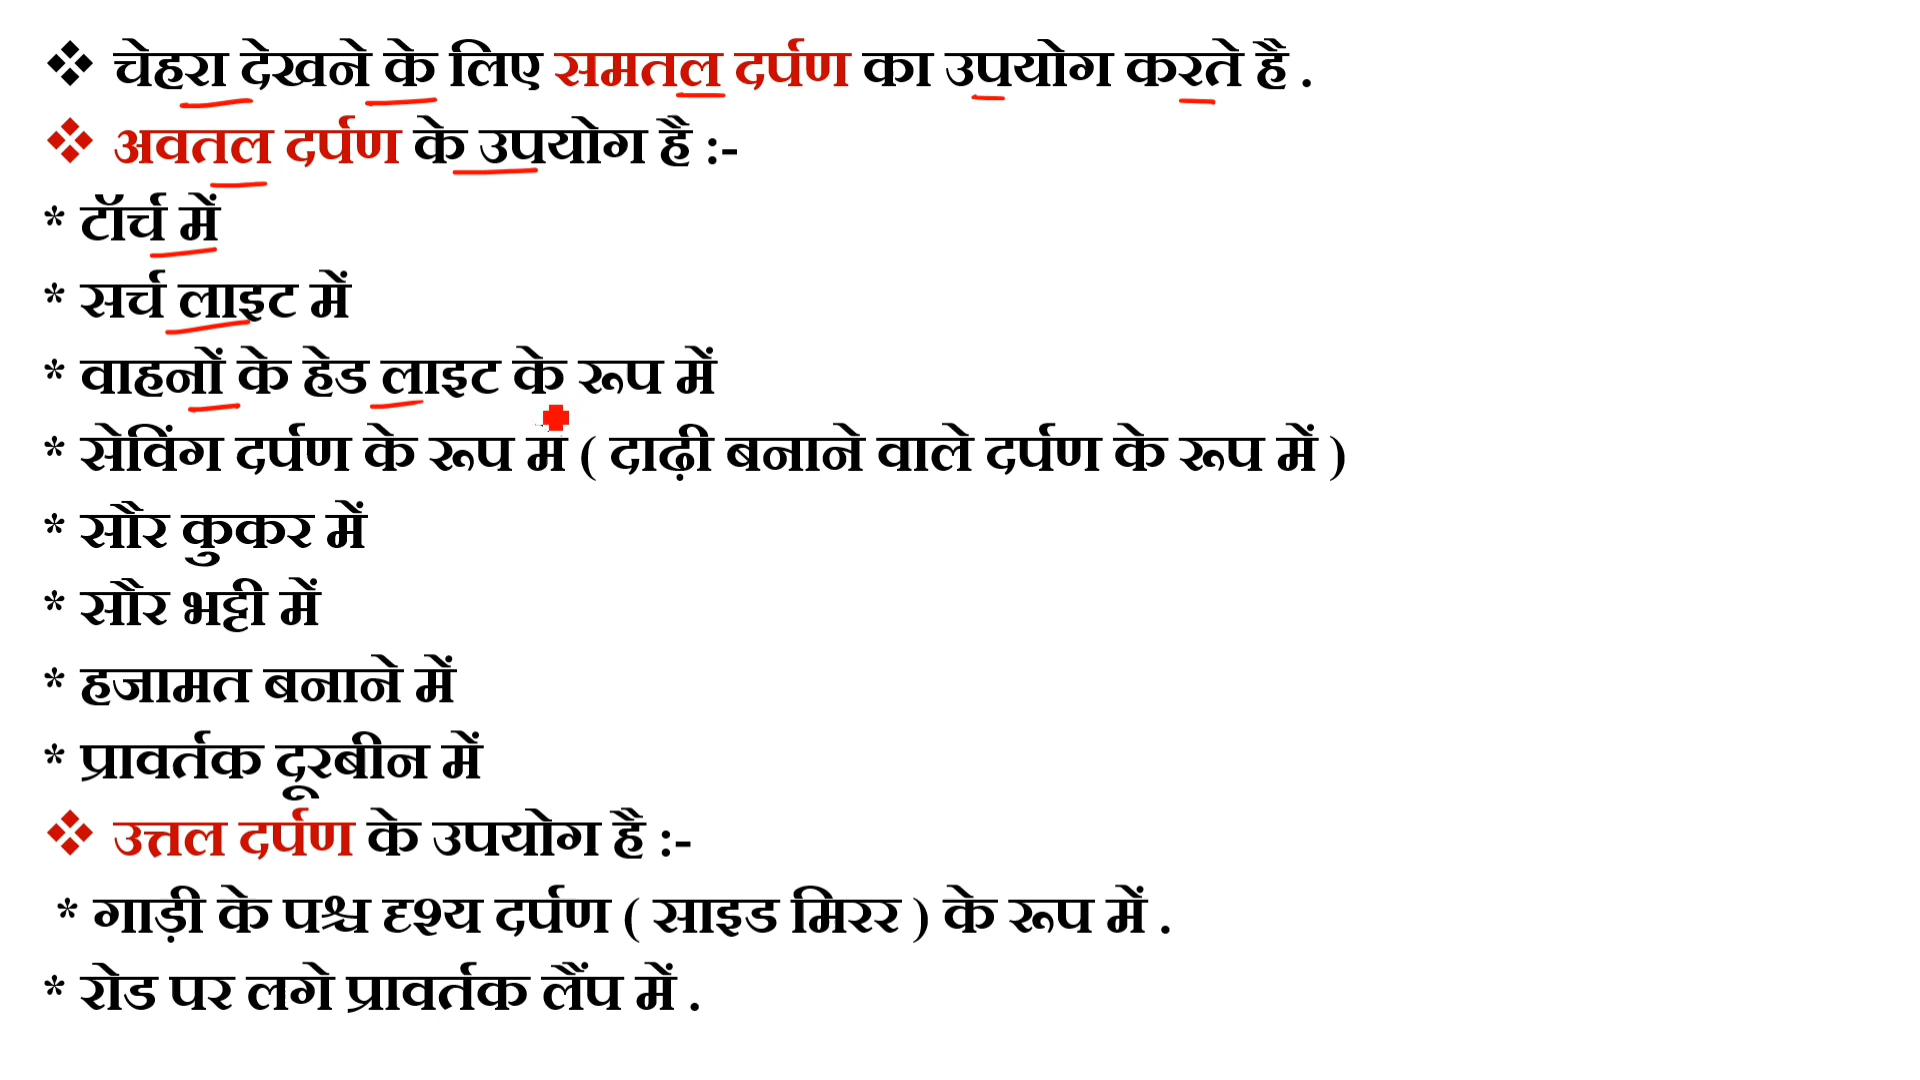 ❖ चेहरा देखने के लिए समतल दर्पण का उपयोग करते है .
❖ अवतल दर्पण के उपयोग है :-
* टॉर्च में
* सर्च लाइट में
* वाहनों के हेड लाइट के रूप में
* सेविंग दर्पण के रूप में ( दाढ़ी बनाने वाले दर्पण के रूप में )
* सौर कुकर में
* सौर भट्टी में
* हजामत बनाने में
* प्रावर्तक दूरबीन में
❖ उत्तल दर्पण के उपयोग है :-
* गाड़ी के पश्च दृश्य दर्पण ( साइड मिरर ) के रूप में .
* रोड पर लगे प्रावर्तक लैंप में .